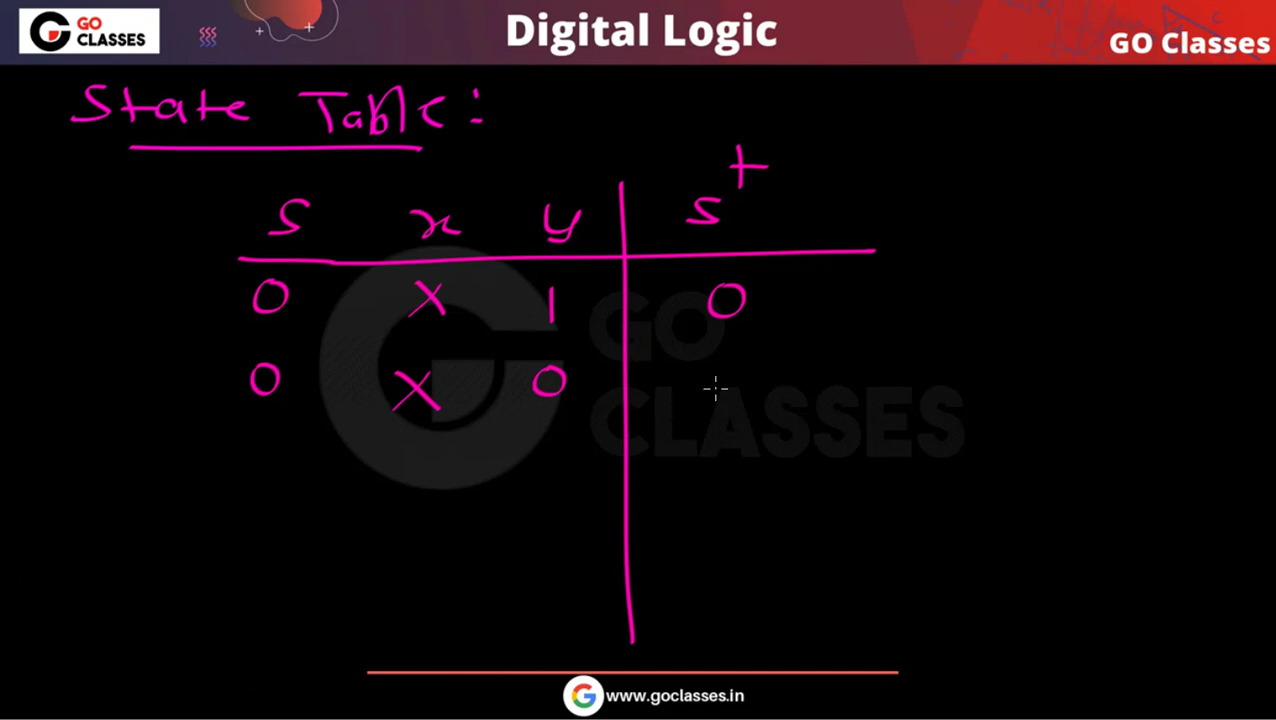 GO CLASSES
Digital Logic
GO Classes
State Table:
S x y s+
0 X 1 0
0 X 0
GO CLASSES
www.goclasses.in